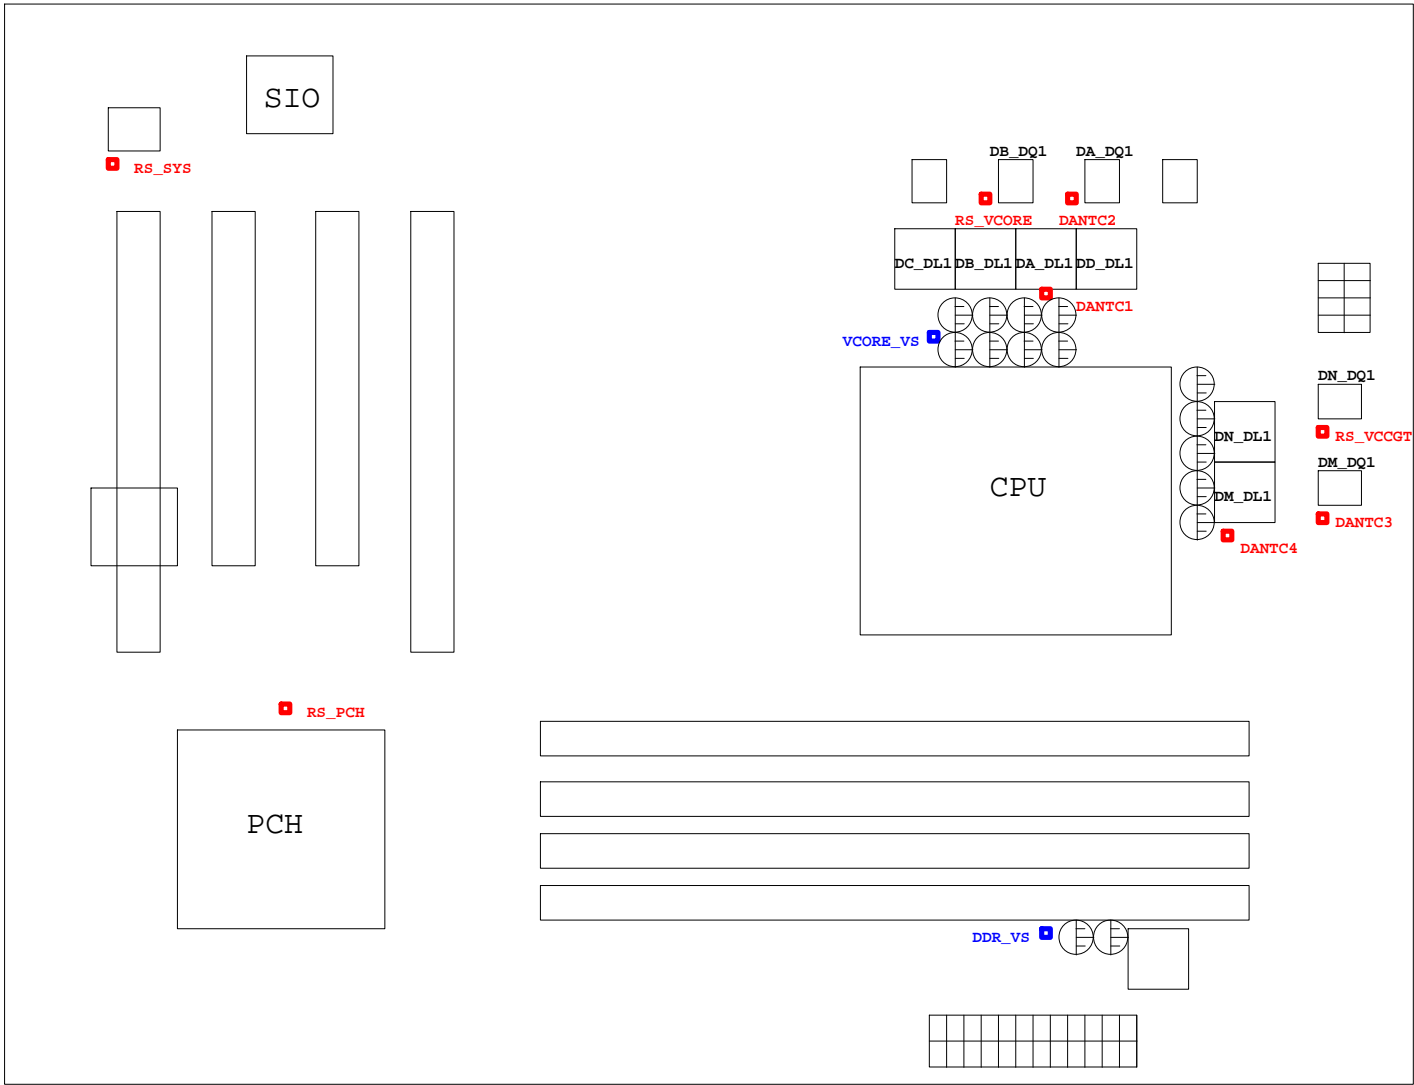 SIO
RS_SYS
DB_DQ1
DA_DQ1
RS_VCORE
DANTC2
DC_DL1
DB_DL1
DA_DL1
DD_DL1
DANTC1
VCORE_VS
DN_DQ1
RS_VCCGT
DN_DL1
DM_DQ1
CPU
DM_DL1
DANTC3
DANTC4
RS_PCH
PCH
DDR_VS